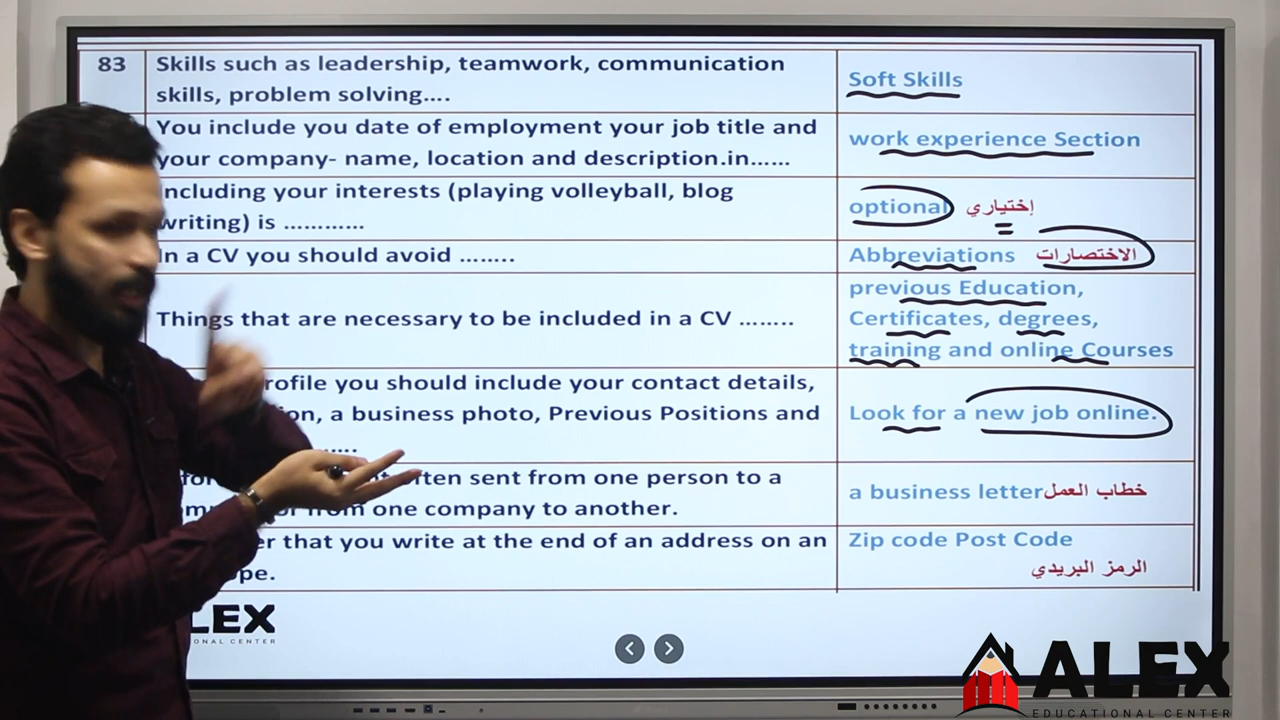 83
Skills such as leadership, teamwork, communication
skills, problem solving....
Soft Skills
You include you date of employment your job title and
your company- name, location and description.in......
work experience Section
including your interests (playing volleyball, blog
writing) is ............
optional إختياري
In a CV you should avoid ........
Abbreviations الاختصارات
Things that are necessary to be included in a CV ........
previous Education,
Certificates, degrees,
training and online Courses
you should include your contact details,
a business photo, Previous Positions and
Look for a new job online.
often sent from one person to a
from one company to another.
a business letter خطاب العمل
that you write at the end of an address on an
Zip code Post Code
الرمز البريدي
ALEX
EDUCATIONAL CENTER